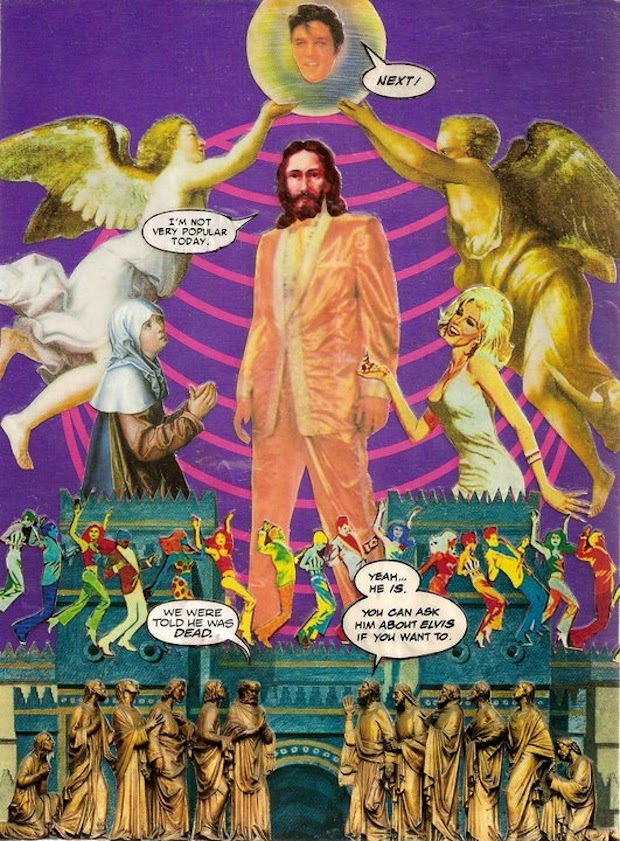 NEXT!
I'M NOT
VERY POPULAR
TODAY.
YEAH...
HE IS.
YOU CAN ASK
HIM ABOUT ELVIS
IF YOU WANT TO.
WE WERE
TOLD HE WAS
DEAD.